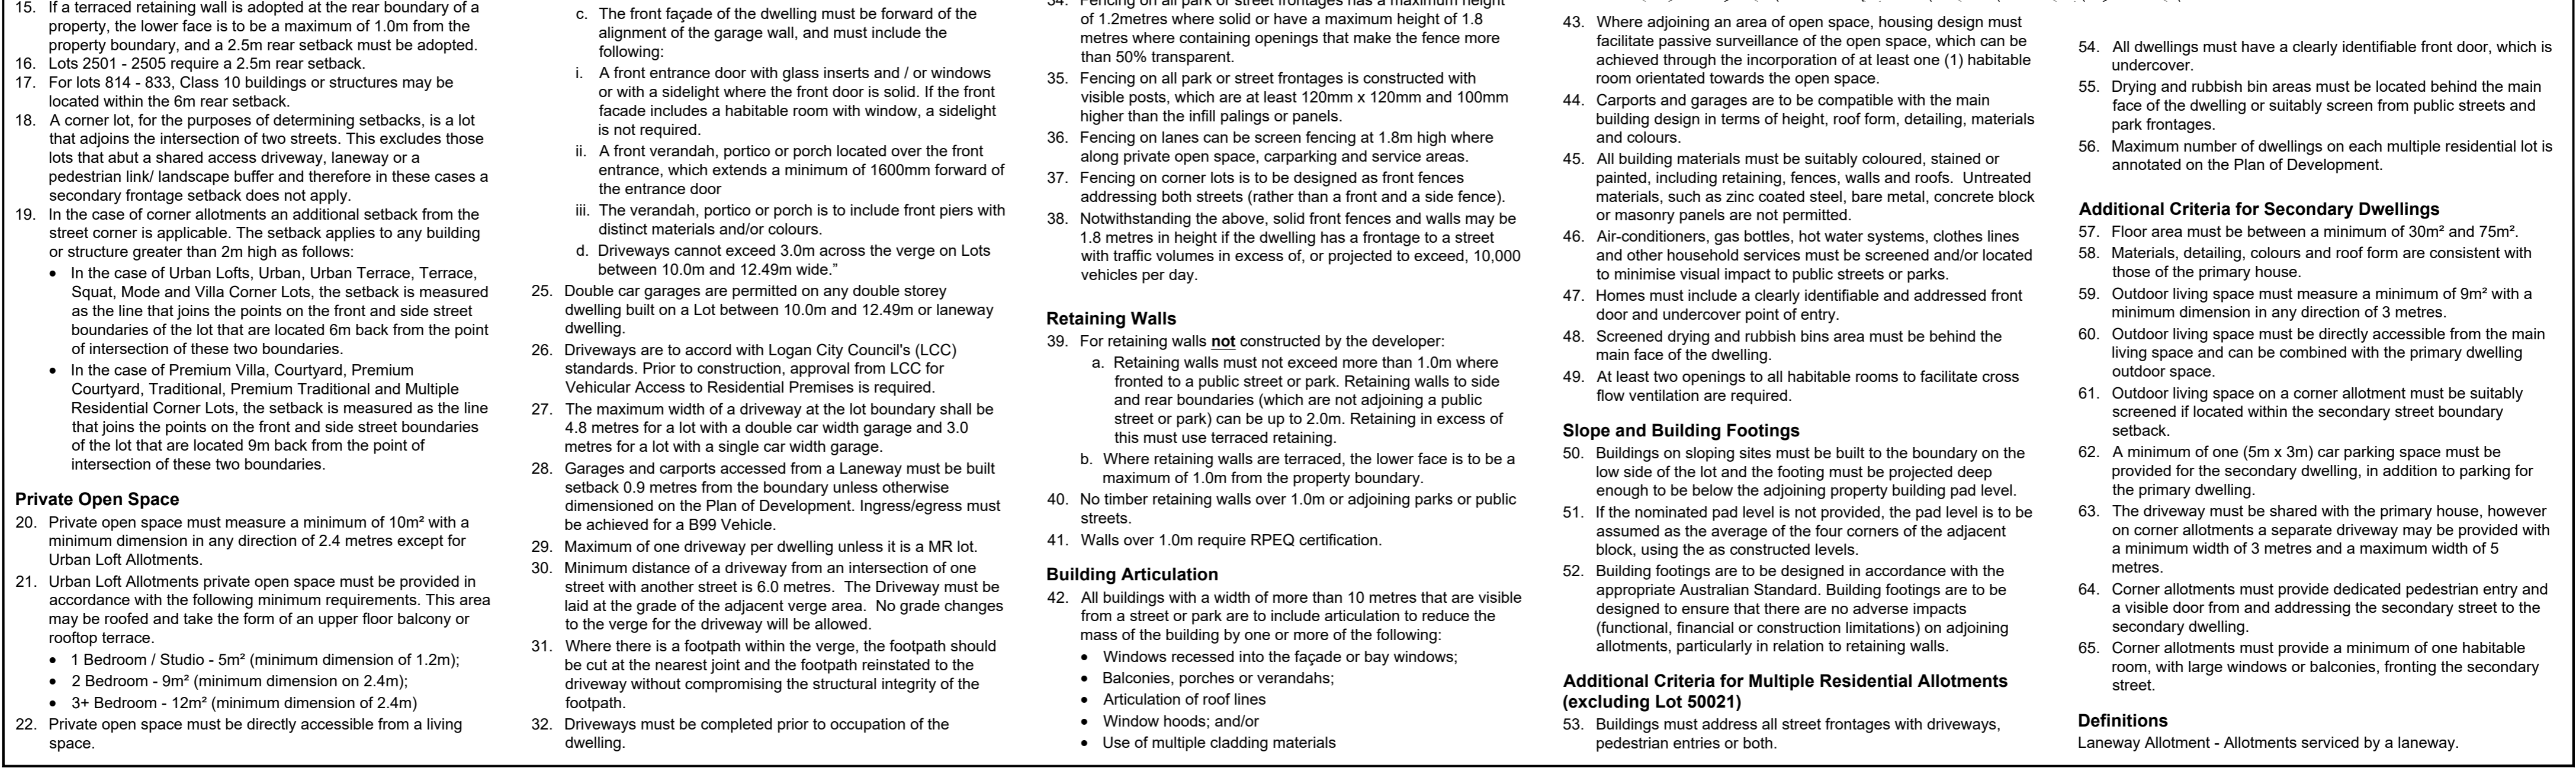 15. If a terraced retaining wall is adopted at the rear boundary of a
property, the lower face is to be a maximum of 1.0m from the
property boundary, and a 2.5m rear setback must be adopted.
16. Lots 2501 - 2505 require a 2.5m rear setback.
17. For lots 814 - 833, Class 10 buildings or structures may be
located within the 6m rear setback.
18. A corner lot, for the purposes of determining setbacks, is a lot
that adjoins the intersection of two streets. This excludes those
lots that abut a shared access driveway, laneway or a
pedestrian link/ landscape buffer and therefore in these cases a
secondary frontage setback does not apply.
19. In the case of corner allotments an additional setback from the
street corner is applicable. The setback applies to any building
or structure greater than 2m high as follows:
• In the case of Urban Lofts, Urban, Urban Terrace, Terrace,
Squat, Mode and Villa Corner Lots, the setback is measured
as the line that joins the points on the front and side street
boundaries of the lot that are located 6m back from the point
of intersection of these two boundaries.
• In the case of Premium Villa, Courtyard, Premium
Courtyard, Traditional, Premium Traditional and Multiple
Residential Corner Lots, the setback is measured as the line
that joins the points on the front and side street boundaries
of the lot that are located 9m back from the point of
intersection of these two boundaries.
Private Open Space
20. Private open space must measure a minimum of 10m² with a
minimum dimension in any direction of 2.4 metres except for
Urban Loft Allotments.
21. Urban Loft Allotments private open space must be provided in
accordance with the following minimum requirements. This area
may be roofed and take the form of an upper floor balcony or
rooftop terrace.
• 1 Bedroom / Studio - 5m² (minimum dimension of 1.2m);
• 2 Bedroom - 9m² (minimum dimension on 2.4m);
• 3+ Bedroom - 12m² (minimum dimension of 2.4m)
22. Private open space must be directly accessible from a living
space.
c. The front façade of the dwelling must be forward of the
alignment of the garage wall, and must include the
following:
i. A front entrance door with glass inserts and / or windows
or with a sidelight where the front door is solid. If the front
facade includes a habitable room with window, a sidelight
is not required.
ii. A front verandah, portico or porch located over the front
entrance, which extends a minimum of 1600mm forward of
the entrance door
iii. The verandah, portico or porch is to include front piers with
distinct materials and/or colours.
d. Driveways cannot exceed 3.0m across the verge on Lots
between 10.0m and 12.49m wide.”
25. Double car garages are permitted on any double storey
dwelling built on a Lot between 10.0m and 12.49m or laneway
dwelling.
26. Driveways are to accord with Logan City Council's (LCC)
standards. Prior to construction, approval from LCC for
Vehicular Access to Residential Premises is required.
27. The maximum width of a driveway at the lot boundary shall be
4.8 metres for a lot with a double car width garage and 3.0
metres for a lot with a single car width garage.
28. Garages and carports accessed from a Laneway must be built
setback 0.9 metres from the boundary unless otherwise
dimensioned on the Plan of Development. Ingress/egress must
be achieved for a B99 Vehicle.
29. Maximum of one driveway per dwelling unless it is a MR lot.
30. Minimum distance of a driveway from an intersection of one
street with another street is 6.0 metres. The Driveway must be
laid at the grade of the adjacent verge area. No grade changes
to the verge for the driveway will be allowed.
31. Where there is a footpath within the verge, the footpath should
be cut at the nearest joint and the footpath reinstated to the
driveway without compromising the structural integrity of the
footpath.
32. Driveways must be completed prior to occupation of the
dwelling.
34. Fencing on all park or street frontages has a maximum height
of 1.2metres where solid or have a maximum height of 1.8
metres where containing openings that make the fence more
than 50% transparent.
35. Fencing on all park or street frontages is constructed with
visible posts, which are at least 120mm x 120mm and 100mm
higher than the infill palings or panels.
36. Fencing on lanes can be screen fencing at 1.8m high where
along private open space, carparking and service areas.
37. Fencing on corner lots is to be designed as front fences
addressing both streets (rather than a front and a side fence).
38. Notwithstanding the above, solid front fences and walls may be
1.8 metres in height if the dwelling has a frontage to a street
with traffic volumes in excess of, or projected to exceed, 10,000
vehicles per day.
Retaining Walls
39. For retaining walls not constructed by the developer:
a. Retaining walls must not exceed more than 1.0m where
fronted to a public street or park. Retaining walls to side
and rear boundaries (which are not adjoining a public
street or park) can be up to 2.0m. Retaining in excess of
this must use terraced retaining.
b. Where retaining walls are terraced, the lower face is to be a
maximum of 1.0m from the property boundary.
40. No timber retaining walls over 1.0m or adjoining parks or public
streets.
41. Walls over 1.0m require RPEQ certification.
Building Articulation
42. All buildings with a width of more than 10 metres that are visible
from a street or park are to include articulation to reduce the
mass of the building by one or more of the following:
• Windows recessed into the façade or bay windows;
• Balconies, porches or verandahs;
• Articulation of roof lines
• Window hoods; and/or
• Use of multiple cladding materials
43. Where adjoining an area of open space, housing design must
facilitate passive surveillance of the open space, which can be
achieved through the incorporation of at least one (1) habitable
room orientated towards the open space.
44. Carports and garages are to be compatible with the main
building design in terms of height, roof form, detailing, materials
and colours.
45. All building materials must be suitably coloured, stained or
painted, including retaining, fences, walls and roofs. Untreated
materials, such as zinc coated steel, bare metal, concrete block
or masonry panels are not permitted.
46. Air-conditioners, gas bottles, hot water systems, clothes lines
and other household services must be screened and/or located
to minimise visual impact to public streets or parks.
47. Homes must include a clearly identifiable and addressed front
door and undercover point of entry.
48. Screened drying and rubbish bins area must be behind the
main face of the dwelling.
49. At least two openings to all habitable rooms to facilitate cross
flow ventilation are required.
Slope and Building Footings
50. Buildings on sloping sites must be built to the boundary on the
low side of the lot and the footing must be projected deep
enough to be below the adjoining property building pad level.
51. If the nominated pad level is not provided, the pad level is to be
assumed as the average of the four corners of the adjacent
block, using the as constructed levels.
52. Building footings are to be designed in accordance with the
appropriate Australian Standard. Building footings are to be
designed to ensure that there are no adverse impacts
(functional, financial or construction limitations) on adjoining
allotments, particularly in relation to retaining walls.
Additional Criteria for Multiple Residential Allotments
(excluding Lot 50021)
53. Buildings must address all street frontages with driveways,
pedestrian entries or both.
54. All dwellings must have a clearly identifiable front door, which is
undercover.
55. Drying and rubbish bin areas must be located behind the main
face of the dwelling or suitably screen from public streets and
park frontages.
56. Maximum number of dwellings on each multiple residential lot is
annotated on the Plan of Development.
Additional Criteria for Secondary Dwellings
57. Floor area must be between a minimum of 30m² and 75m².
58. Materials, detailing, colours and roof form are consistent with
those of the primary house.
59. Outdoor living space must measure a minimum of 9m² with a
minimum dimension in any direction of 3 metres.
60. Outdoor living space must be directly accessible from the main
living space and can be combined with the primary dwelling
outdoor space.
61. Outdoor living space on a corner allotment must be suitably
screened if located within the secondary street boundary
setback.
62. A minimum of one (5m x 3m) car parking space must be
provided for the secondary dwelling, in addition to parking for
the primary dwelling.
63. The driveway must be shared with the primary house, however
on corner allotments a separate driveway may be provided with
a minimum width of 3 metres and a maximum width of 5
metres.
64. Corner allotments must provide dedicated pedestrian entry and
a visible door from and addressing the secondary street to the
secondary dwelling.
65. Corner allotments must provide a minimum of one habitable
room, with large windows or balconies, fronting the secondary
street.
Definitions
Laneway Allotment - Allotments serviced by a laneway.